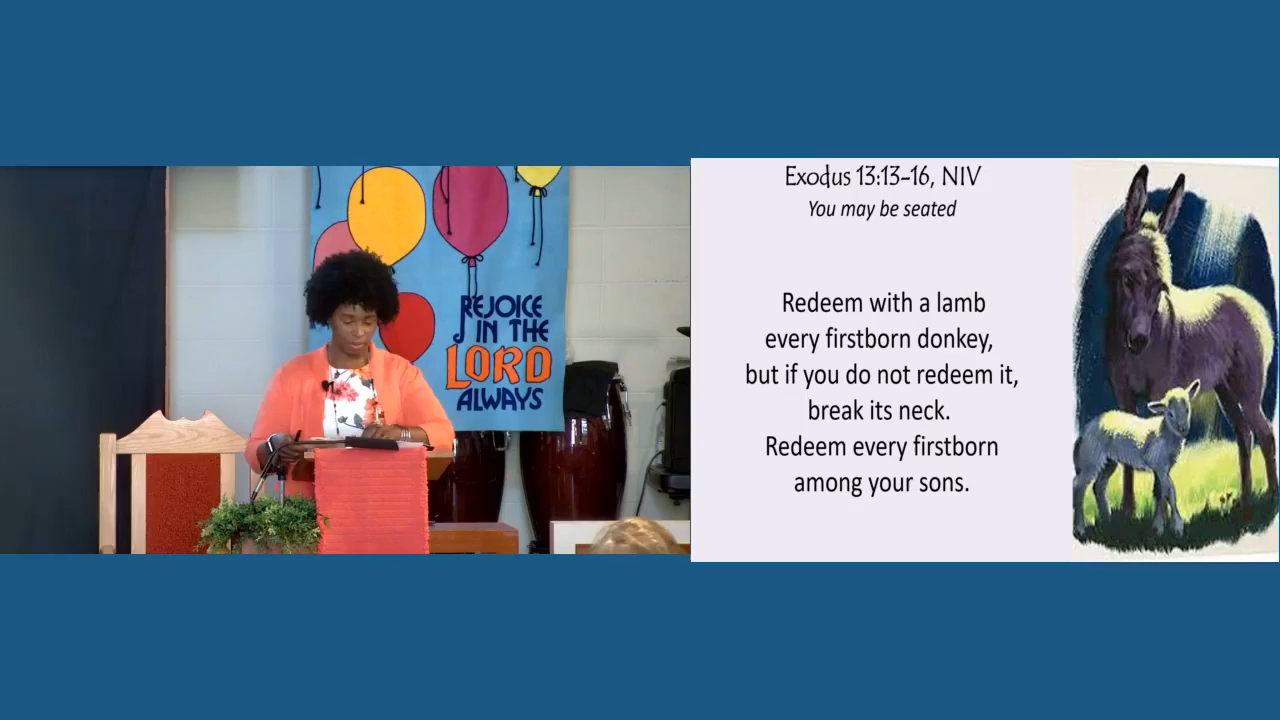 REJOICE
IN THE
LORD
ALWAYS
Exodus 13:13-16, NIV
You may be seated
Redeem with a lamb
every firstborn donkey,
but if you do not redeem it,
break its neck.
Redeem every firstborn
among your sons.